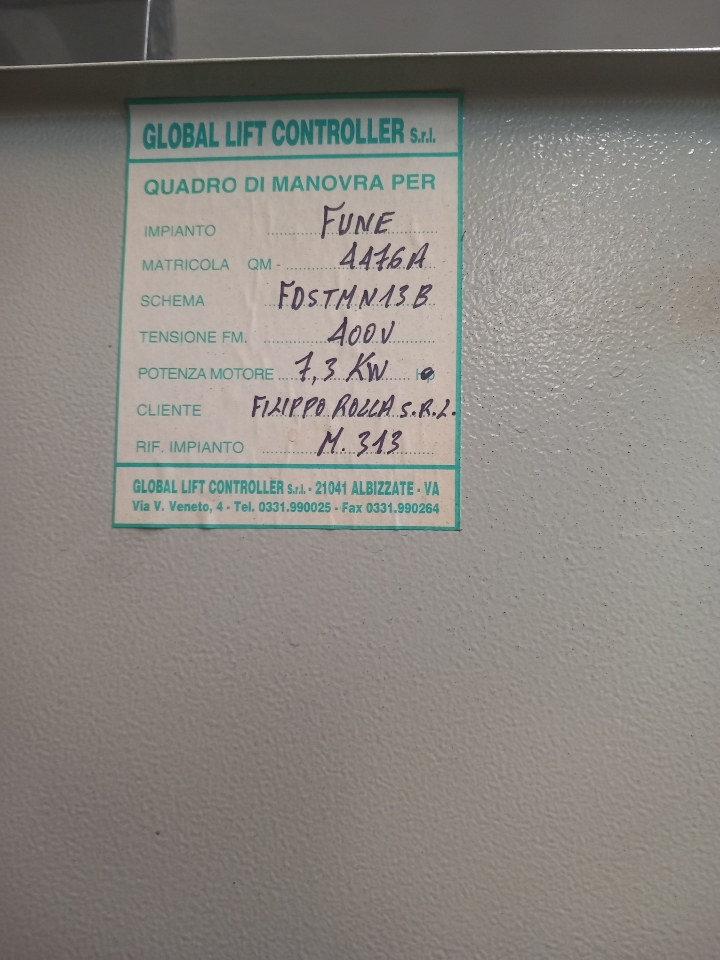 GLOBAL LIFT CONTROLLER S.r.l.
QUADRO DI MANOVRA PER
IMPIANTO FUNE
MATRICOLA QM - 4476A
SCHEMA FDSTMN13B
TENSIONE FM. 400V
POTENZA MOTORE 7,3 KW Hp
CLIENTE FILIPPO ROLLA S.R.L.
RIF. IMPIANTO M. 313
GLOBAL LIFT CONTROLLER S.r.l. - 21041 ALBIZZATE - VA
Via V. Veneto, 4 - Tel. 0331.990025 - Fax 0331.990264